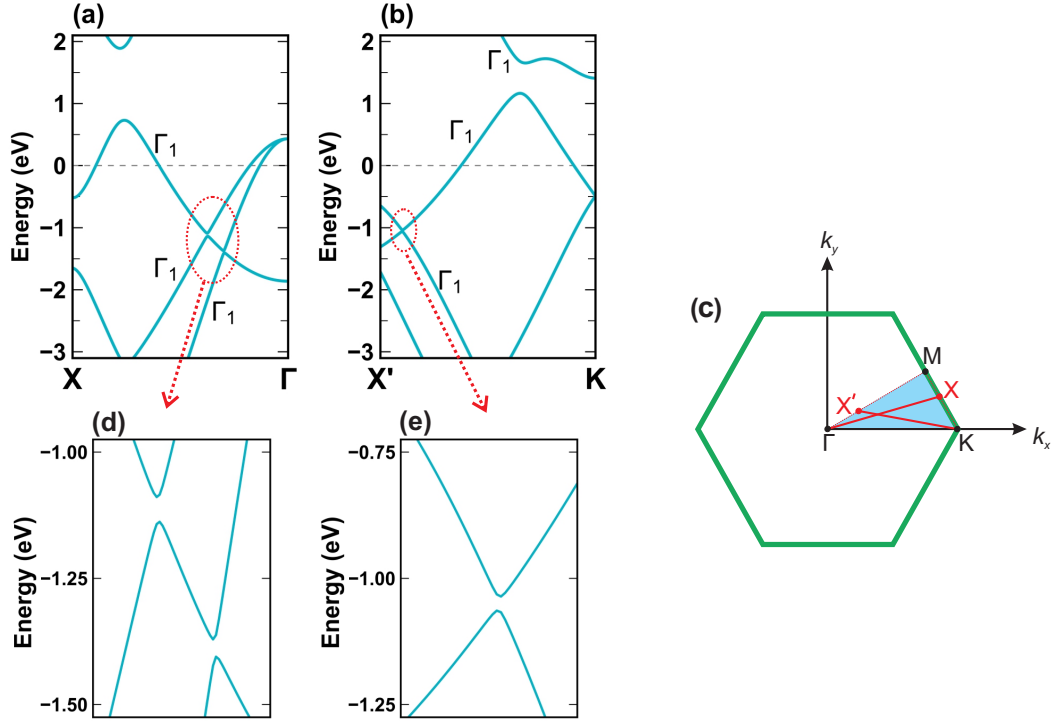 (a)
(b)
Energy (eV)
2
1
0
−1
−2
−3
X
Γ
Γ₁
Γ₁
Γ₁
Energy (eV)
2
1
0
−1
−2
−3
X'
K
Γ₁
Γ₁
Γ₁
(c)
k_y
k_x
M
X
X'
Γ
K
(d)
Energy (eV)
−1.00
−1.25
−1.50
(e)
Energy (eV)
−0.75
−1.00
−1.25